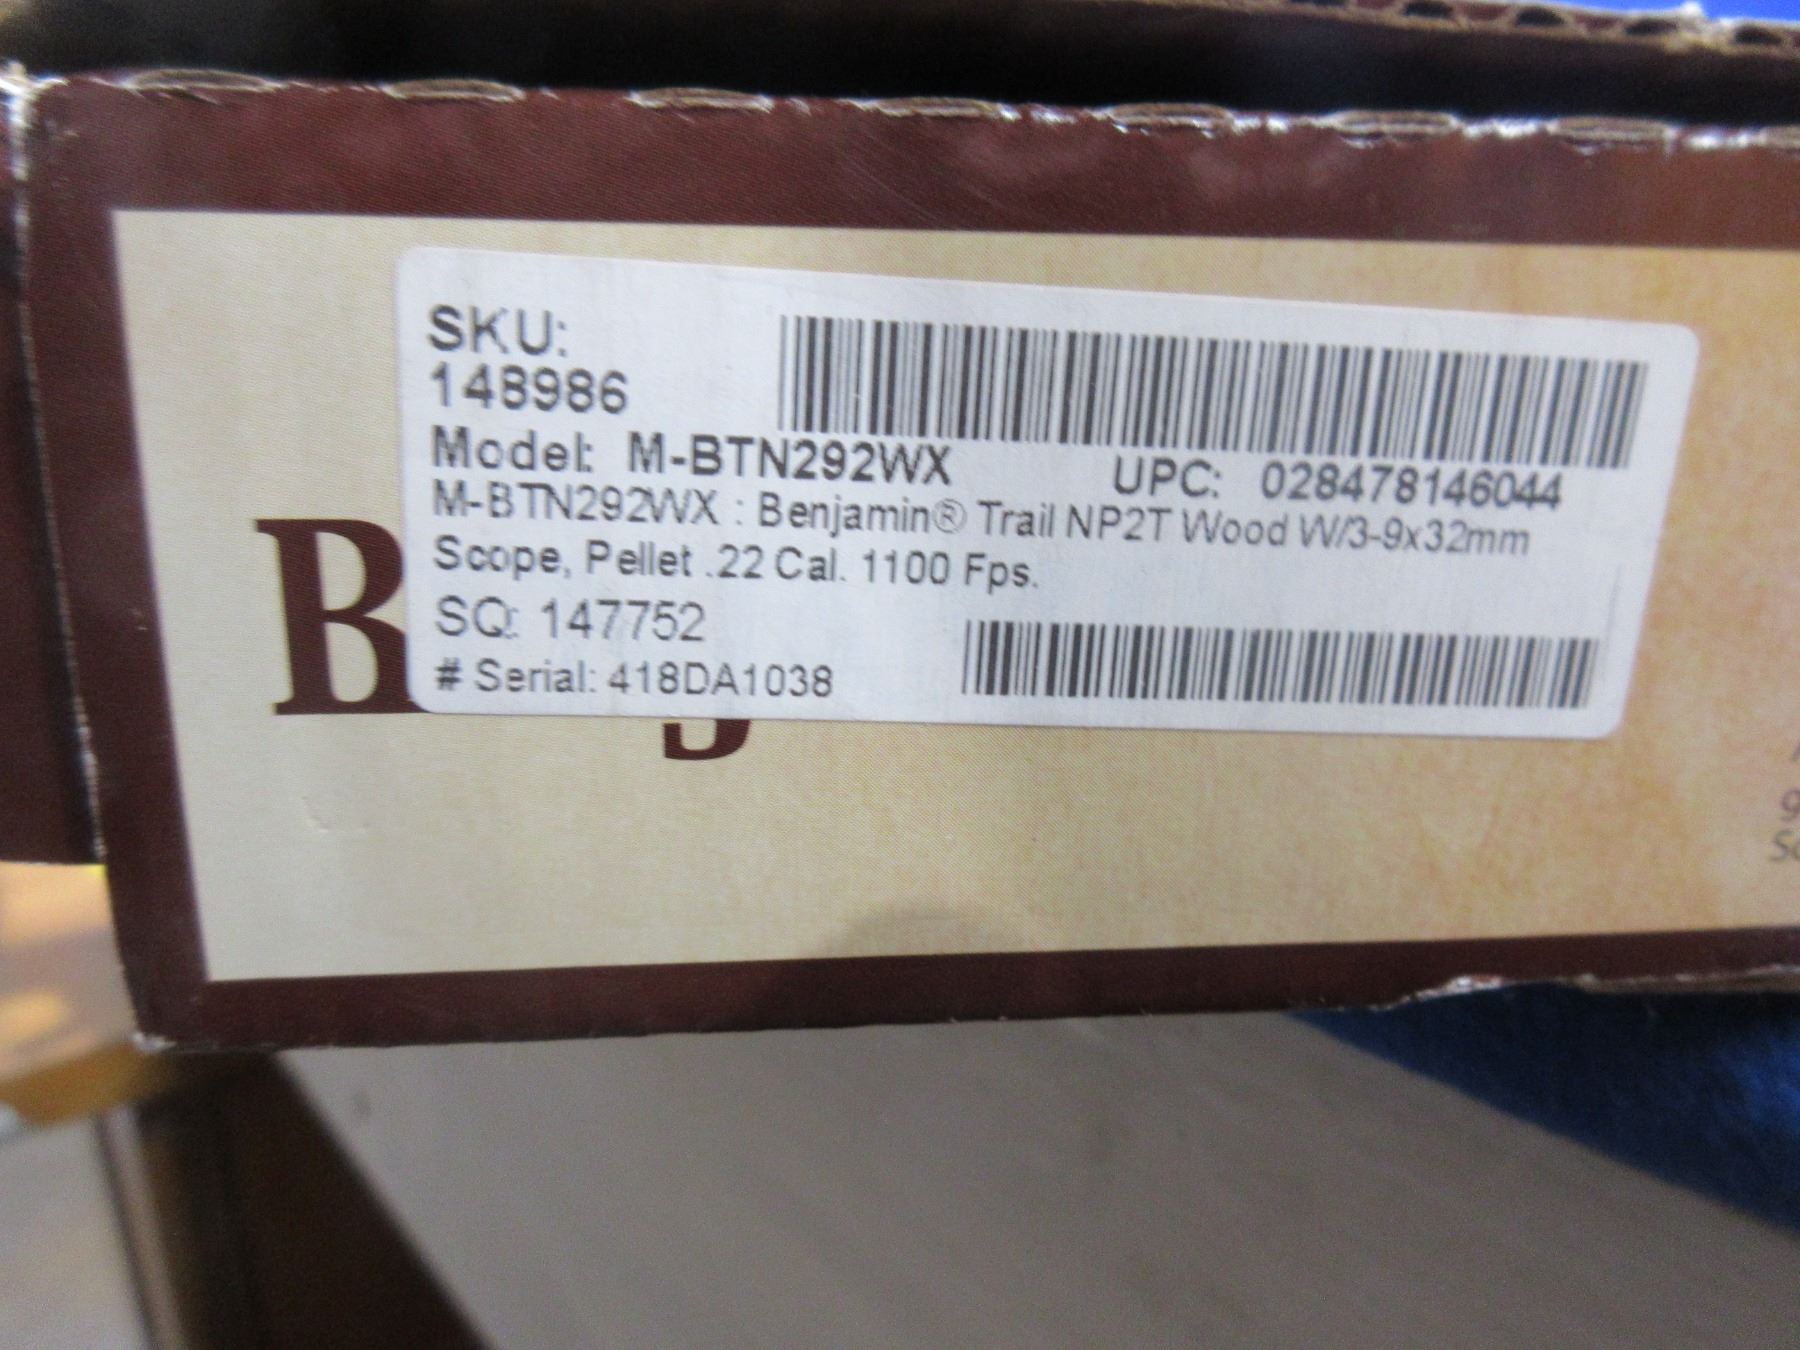 SKU:
148986
Model: M-BTN292WX
UPC: 028478146044
M-BTN292WX : Benjamin® Trail NP2T Wood W/3-9x32mm
Scope, Pellet .22 Cal. 1100 Fps.
SQ: 147752
# Serial: 418DA1038
B